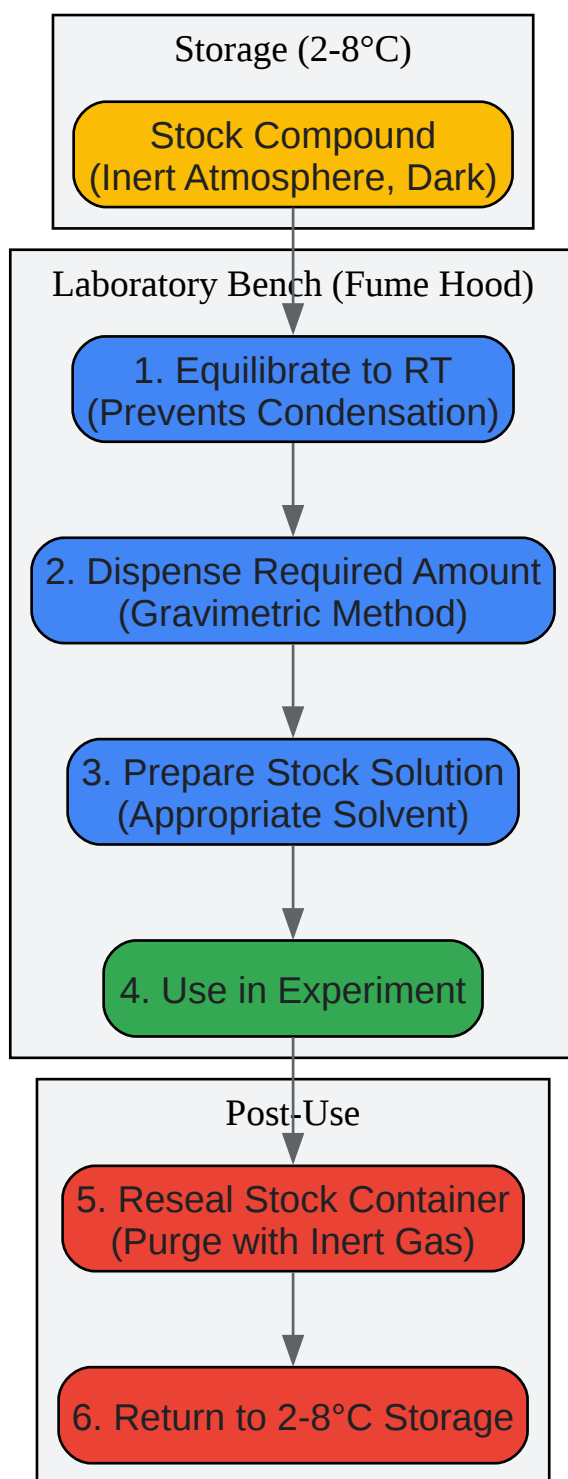 Storage (2-8°C)
Stock Compound
(Inert Atmosphere, Dark)
Laboratory Bench (Fume Hood)
1. Equilibrate to RT
(Prevents Condensation)
2. Dispense Required Amount
(Gravimetric Method)
3. Prepare Stock Solution
(Appropriate Solvent)
4. Use in Experiment
Post-Use
5. Reseal Stock Container
(Purge with Inert Gas)
6. Return to 2-8°C Storage